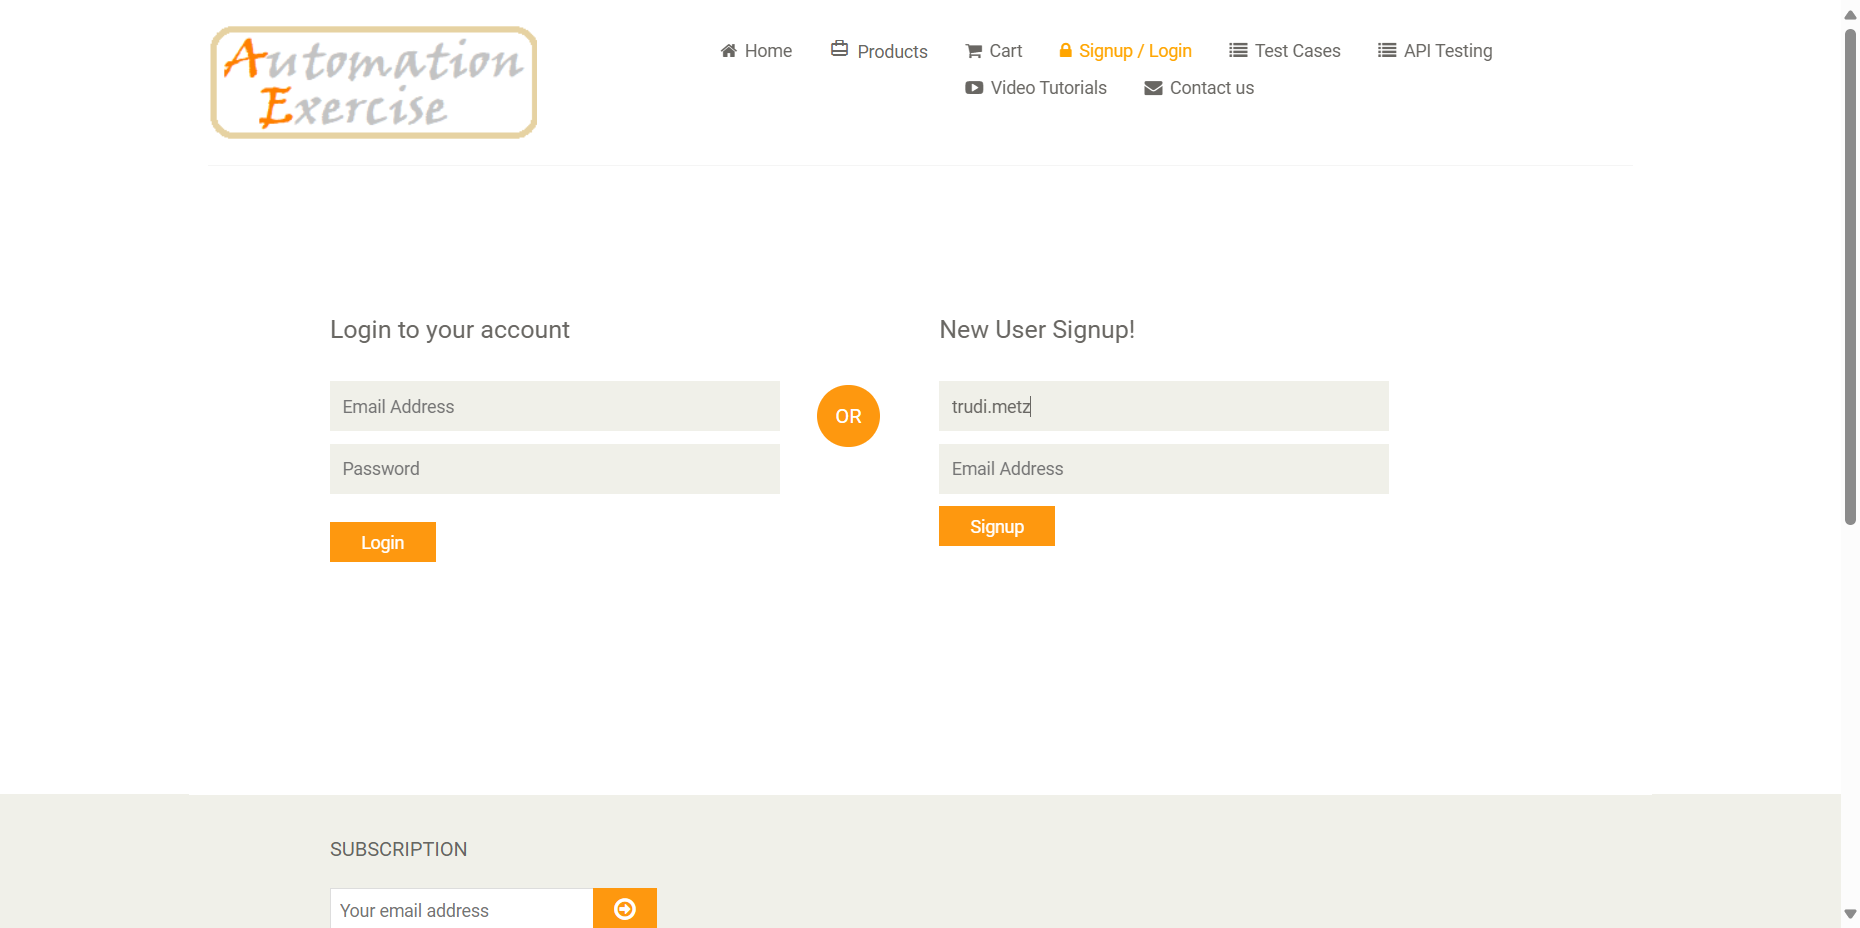 Automation
Exercise
Home
Products
Cart
Signup / Login
Test Cases
API Testing
Video Tutorials
Contact us
Login to your account
Email Address
Password
Login
OR
New User Signup!
trudi.metz
Email Address
Signup
SUBSCRIPTION
Your email address